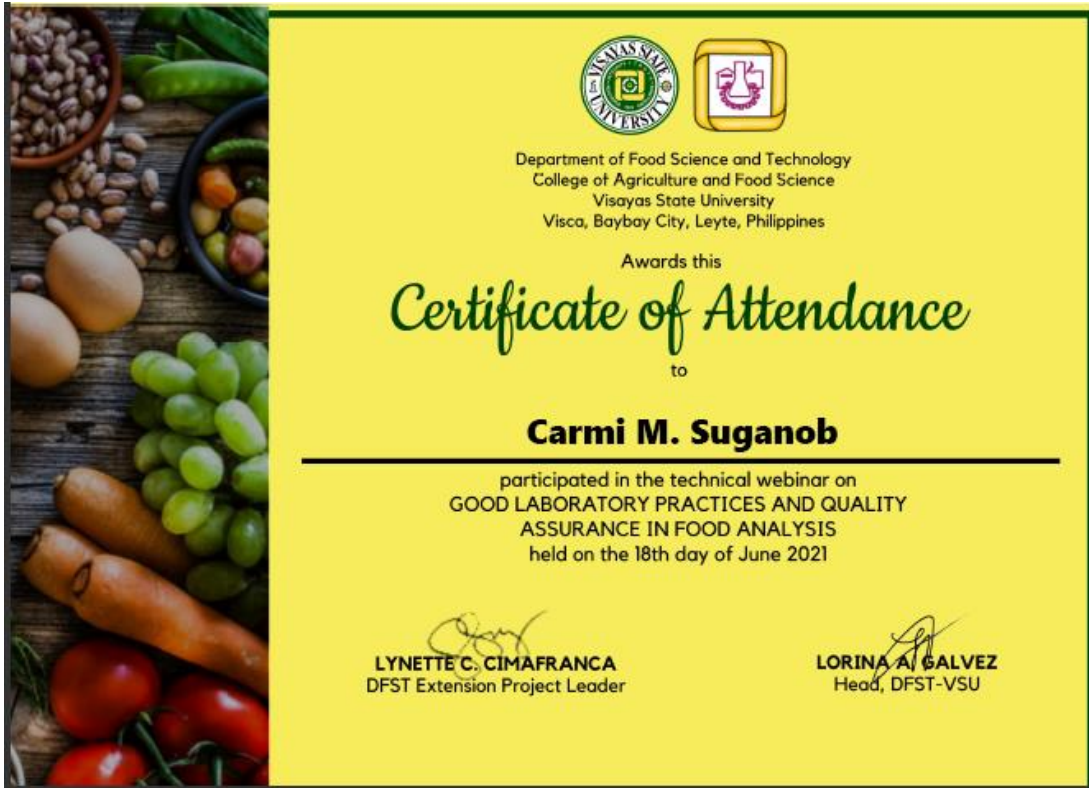 VISAYAS STATE UNIVERSITY
Department of Food Science and Technology
College of Agriculture and Food Science
Visayas State University
Visca, Baybay City, Leyte, Philippines
Awards this
Certificate of Attendance
to
Carmi M. Suganob
participated in the technical webinar on
GOOD LABORATORY PRACTICES AND QUALITY
ASSURANCE IN FOOD ANALYSIS
held on the 18th day of June 2021
LYNETTE C. CIMAFRANCA
DFST Extension Project Leader
LORINA A. GALVEZ
Head, DFST-VSU